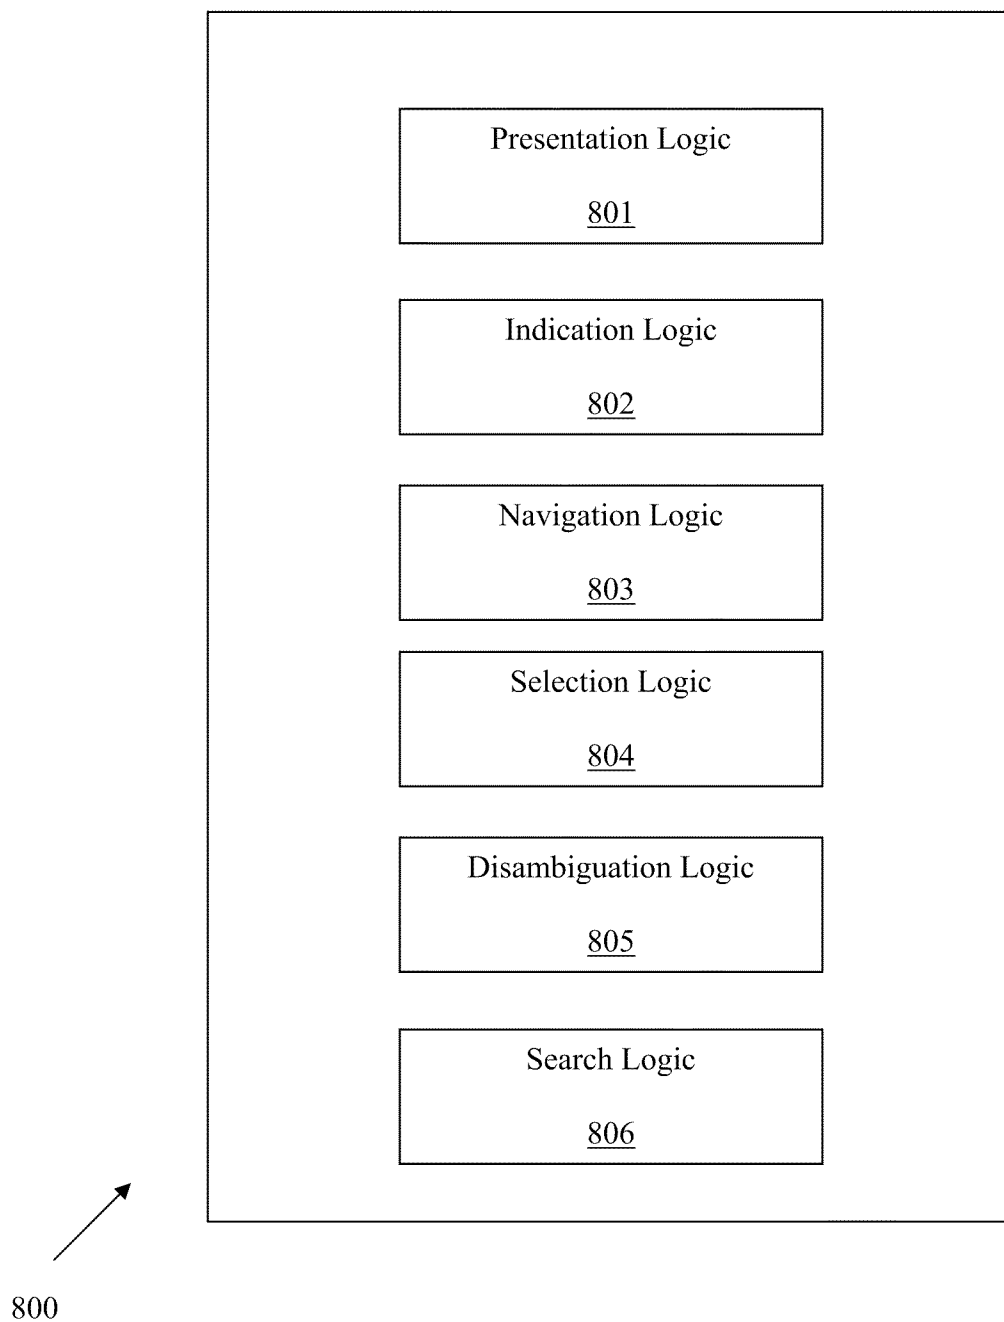 Presentation Logic
801
Indication Logic
802
Navigation Logic
803
Selection Logic
804
Disambiguation Logic
805
Search Logic
806
800